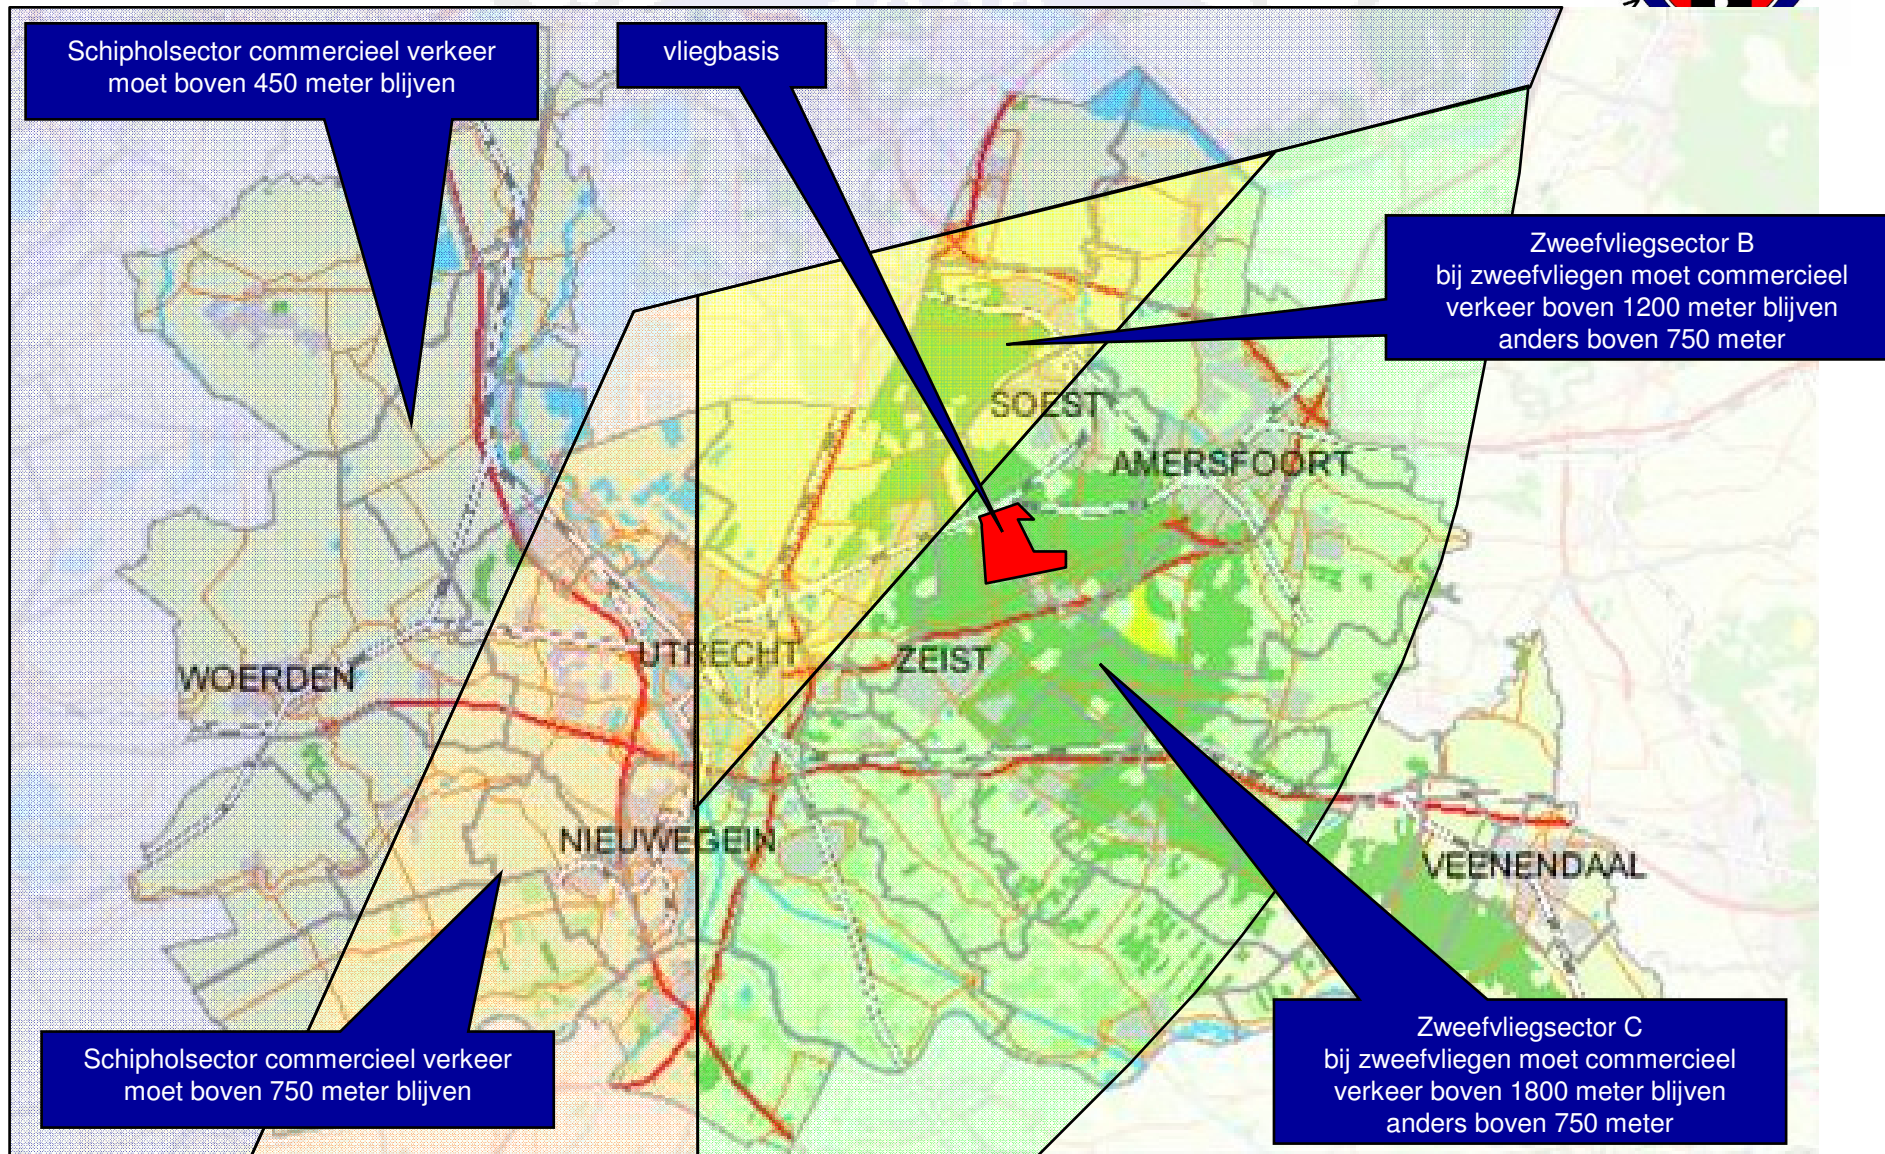 Schipholsector commercieel verkeer
moet boven 450 meter blijven
vliegbasis
Zweefvliegsector B
bij zweefvliegen moet commercieel
verkeer boven 1200 meter blijven
anders boven 750 meter
SOEST
AMERSFOORT
UTRECHT
ZEIST
WOERDEN
NIEUWEGEIN
VEENENDAAL
Schipholsector commercieel verkeer
moet boven 750 meter blijven
Zweefvliegsector C
bij zweefvliegen moet commercieel
verkeer boven 1800 meter blijven
anders boven 750 meter